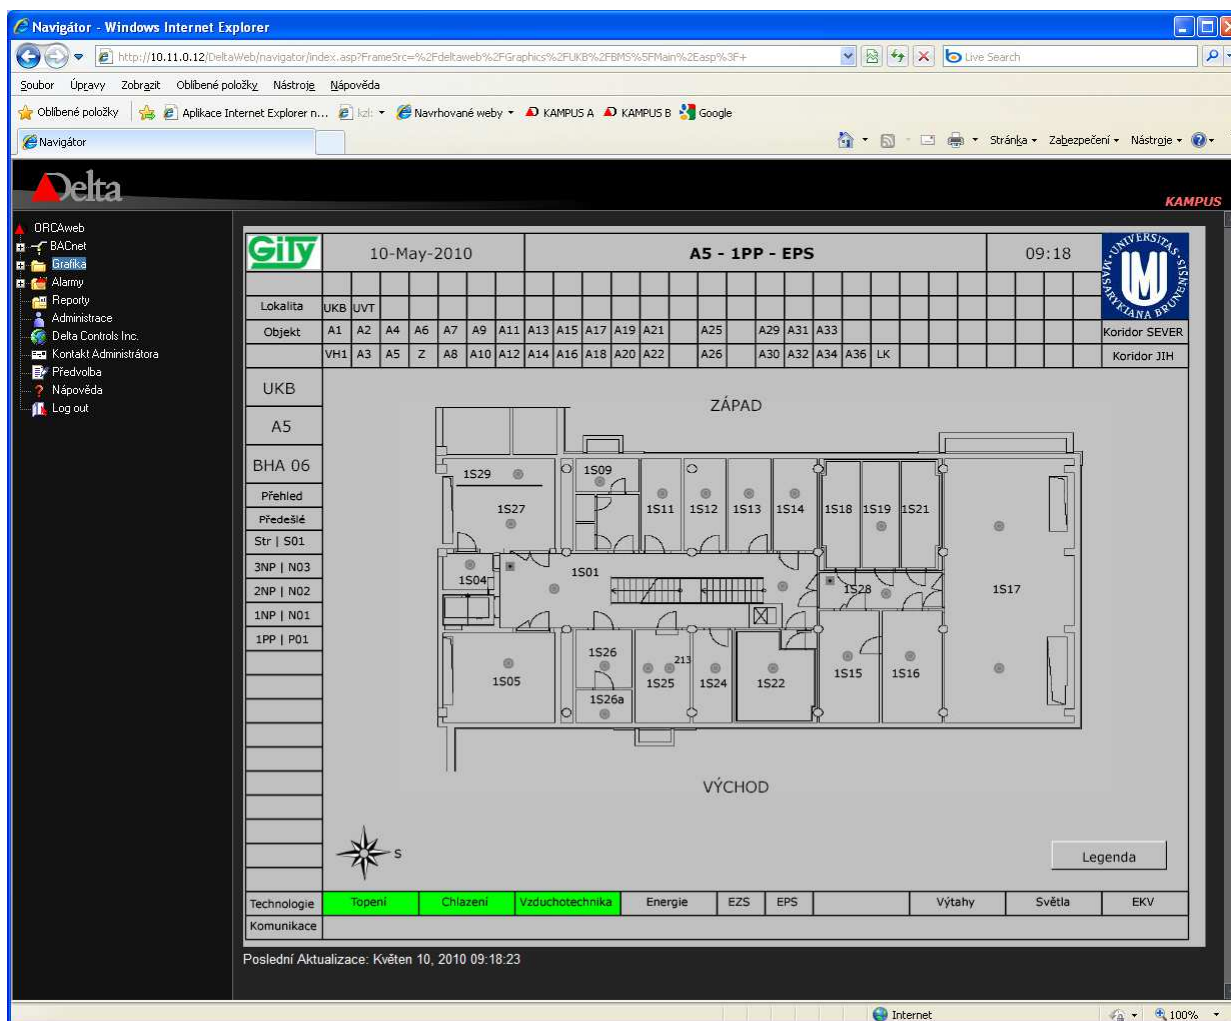 Navigátor - Windows Internet Explorer
http://10.11.0.12/DeltaWeb/navigator/index.asp?FrameSrc=%2Fdeltaweb%2FGraphics%2FUKB%2FBMS%5FMain%2Easp%3F+
Live Search
Soubor Úpravy Zobrazit Oblíbené položky Nástroje Nápověda
Oblíbené položky Aplikace Internet Explorer n... Navrhované weby KAMPUS A KAMPUS B Google
Navigátor
Stránka Zabezpečení Nástroje
Delta
KAMPUS
ORCAweb
BACnet
Grafika
Alarmy
Reporty
Administrace
Delta Controls Inc.
Kontakt Administrátora
Předvolba
Nápověda
Log out
GiTy 10-May-2010 A5 - 1PP - EPS 09:18
UNIVERSITAS MASARYKIANA BRUNENSIS
Lokalita UKB UVT
Objekt A1 A2 A4 A6 A7 A9 A11 A13 A15 A17 A19 A21 A25 A29 A31 A33 Koridor SEVER
VH1 A3 A5 Z A8 A10 A12 A14 A16 A18 A20 A22 A26 A30 A32 A34 A36 LK Koridor JIH
UKB
A5
BHA 06
Přehled
Předešlé
Str | S01
3NP | N03
2NP | N02
1NP | N01
1PP | P01
ZÁPAD
1S29 1S09
1S27 1S11 1S12 1S13 1S14 1S18 1S19 1S21
1S04 1S01 1S28 1S17
1S26 213
1S05 1S25 1S24 1S22 1S15 1S16
1S26a
VÝCHOD
S
Legenda
Technologie Topení Chlazení Vzduchotechnika Energie EZS EPS Výtahy Světla EKV
Komunikace
Poslední Aktualizace: Květen 10, 2010 09:18:23
Internet 100%